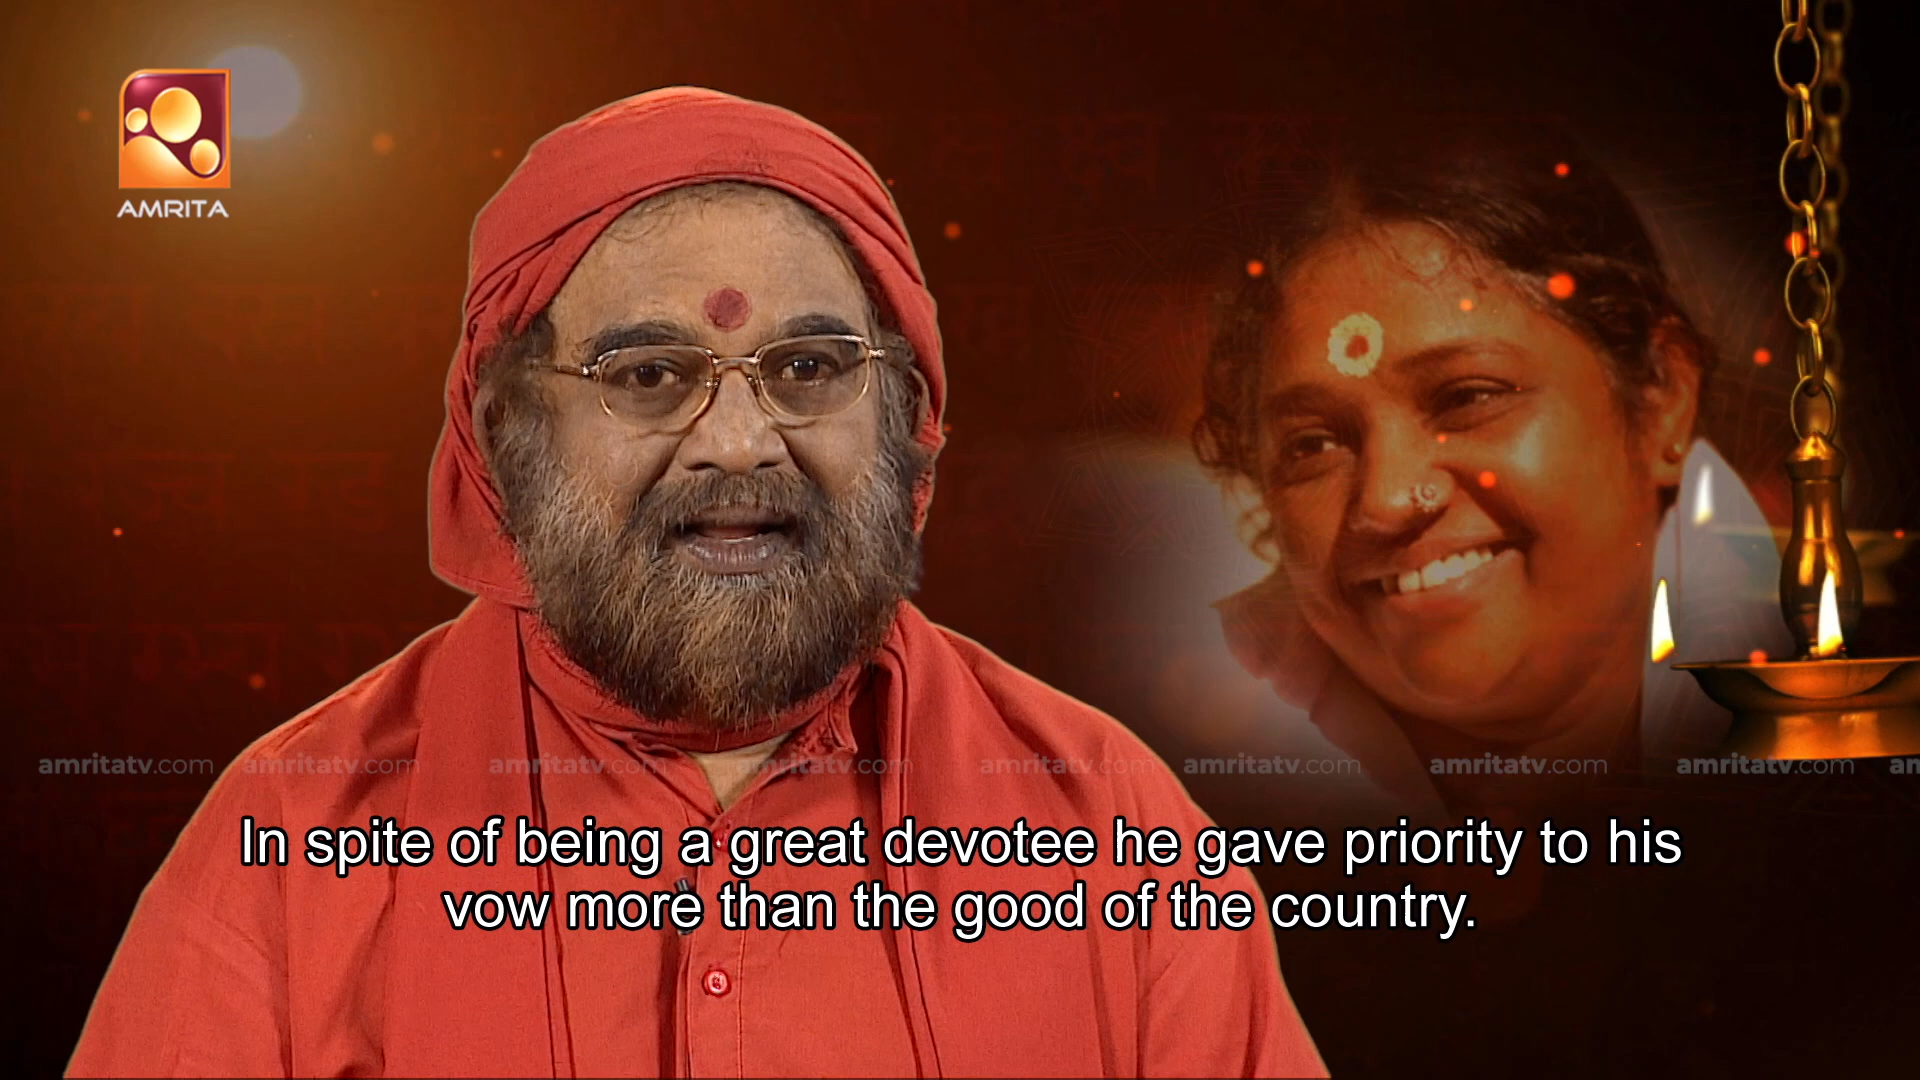 AMRITA
amritatv.com amritatv.com amritatv.com amritatv.com amritatv.com amritatv.com amritatv.com amritatv.com am
In spite of being a great devotee he gave priority to his
vow more than the good of the country.